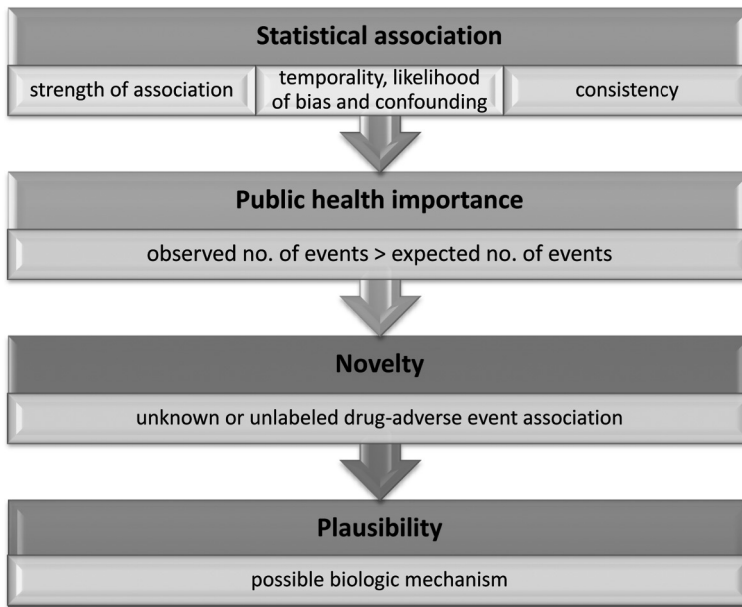 Statistical association
strength of association
temporality, likelihood
of bias and confounding
consistency
Public health importance
observed no. of events > expected no. of events
Novelty
unknown or unlabeled drug-adverse event association
Plausibility
possible biologic mechanism